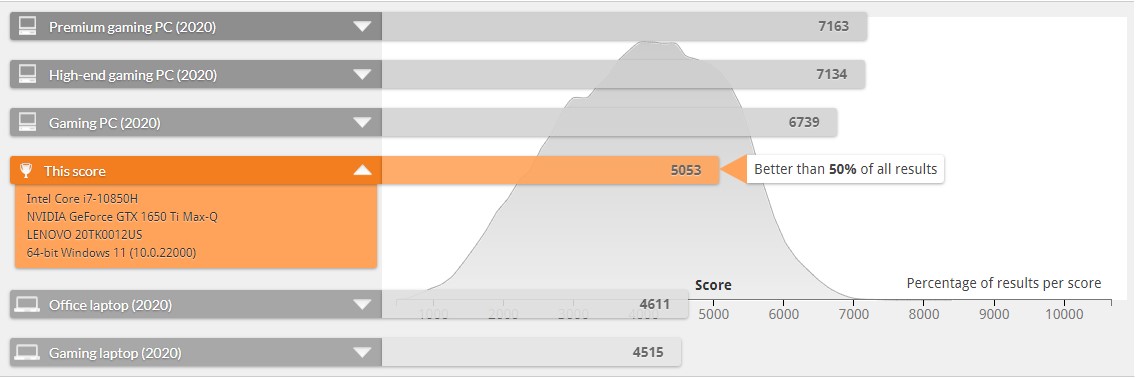 Premium gaming PC (2020)
7163
High-end gaming PC (2020)
7134
Gaming PC (2020)
6739
This score
5053
Better than 50% of all results
Intel Core i7-10850H
NVIDIA GeForce GTX 1650 Ti Max-Q
LENOVO 20TK0012US
64-bit Windows 11 (10.0.22000)
Score
Percentage of results per score
Office laptop (2020)
4611
1000 2000 3000 4000 5000 6000 7000 8000 9000 10000
Gaming laptop (2020)
4515